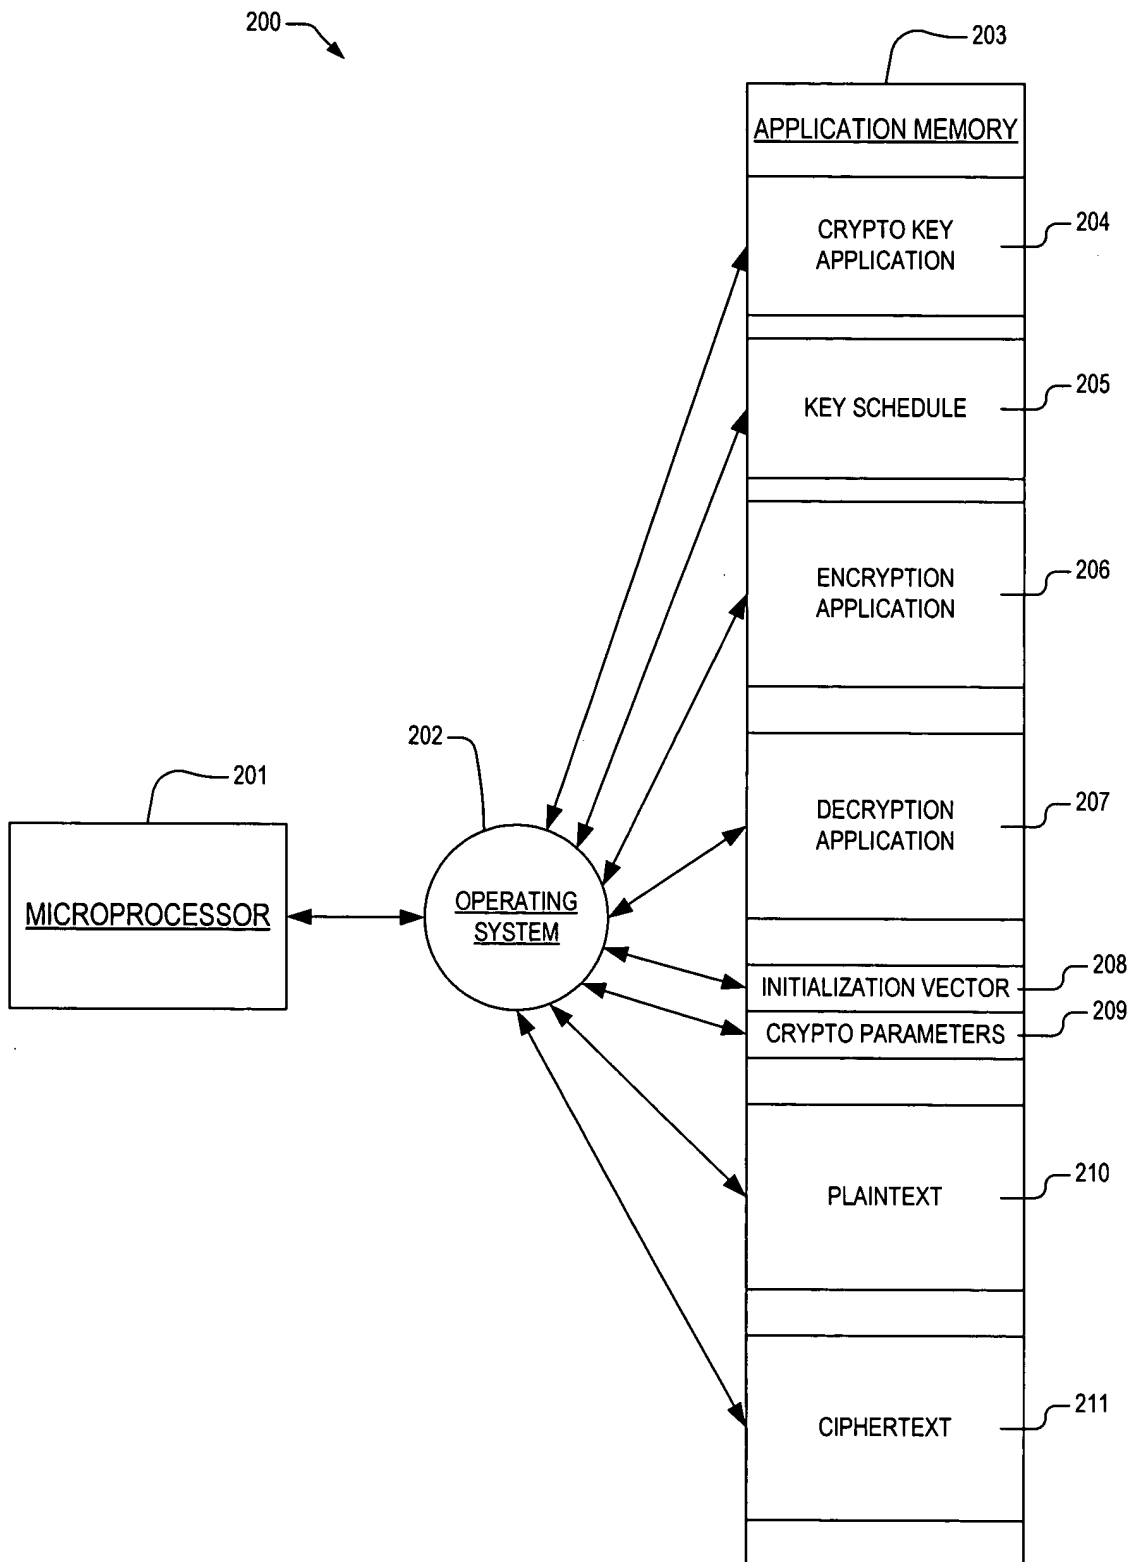 200
203
APPLICATION MEMORY
CRYPTO KEY
APPLICATION
204
KEY SCHEDULE
205
ENCRYPTION
APPLICATION
206
202
201
DECRYPTION
APPLICATION
207
MICROPROCESSOR
OPERATING
SYSTEM
INITIALIZATION VECTOR
208
CRYPTO PARAMETERS
209
PLAINTEXT
210
CIPHERTEXT
211